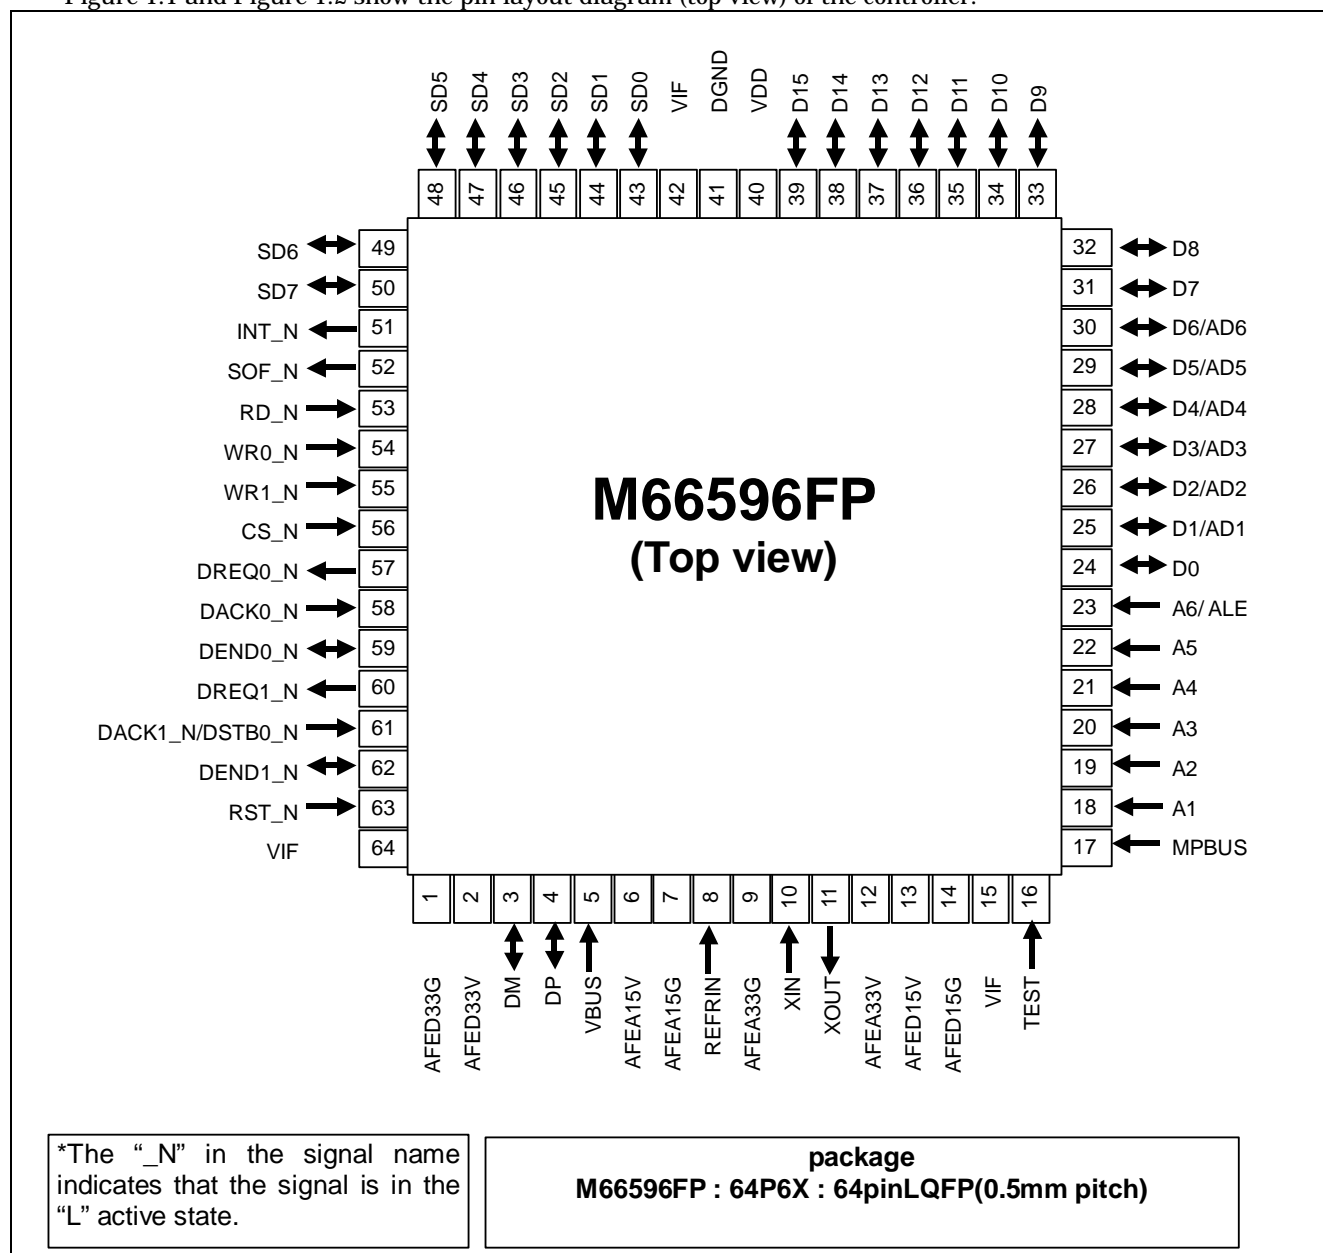 Figure 1.1 and Figure 1.2 show the pin layout diagram (top view) of the controller.
SD5 SD4 SD3 SD2 SD1 SD0 VIF DGND VDD D15 D14 D13 D12 D11 D10 D9
48 47 46 45 44 43 42 41 40 39 38 37 36 35 34 33
SD6 49 32 D8
SD7 50 31 D7
INT_N 51 30 D6/AD6
SOF_N 52 29 D5/AD5
RD_N 53 28 D4/AD4
WR0_N 54 27 D3/AD3
WR1_N 55 26 D2/AD2
CS_N 56 25 D1/AD1
DREQ0_N 57 24 D0
DACK0_N 58 23 A6/ ALE
DEND0_N 59 22 A5
DREQ1_N 60 21 A4
DACK1_N/DSTB0_N 61 20 A3
DEND1_N 62 19 A2
RST_N 63 18 A1
VIF 64 17 MPBUS
M66596FP
(Top view)
1 2 3 4 5 6 7 8 9 10 11 12 13 14 15 16
AFED33G AFED33V DM DP VBUS AFEA15V AFEA15G REFRIN AFEA33G XIN XOUT AFEA33V AFED15V AFED15G VIF TEST
*The “_N” in the signal name
indicates that the signal is in the
“L” active state.
package
M66596FP : 64P6X : 64pinLQFP(0.5mm pitch)